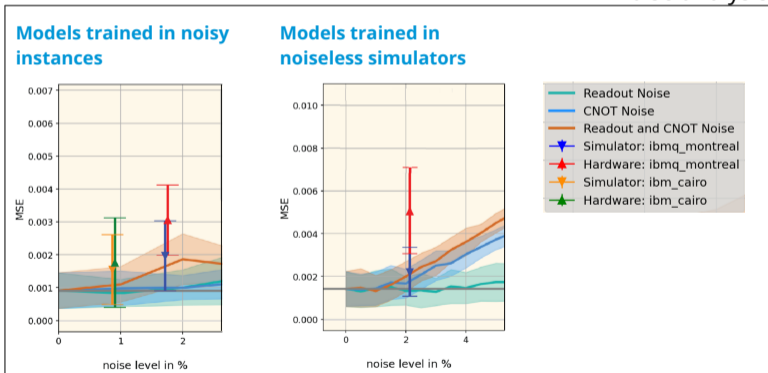 Models trained in noisy
instances
Models trained in
noiseless simulators
0.007
0.006
0.005
0.004
0.003
0.002
0.001
0.000
MSE
0
1
2
noise level in %
0.010
0.008
0.006
0.004
0.002
0.000
MSE
0
2
4
noise level in %
Readout Noise
CNOT Noise
Readout and CNOT Noise
Simulator: ibmq_montreal
Hardware: ibmq_montreal
Simulator: ibm_cairo
Hardware: ibm_cairo